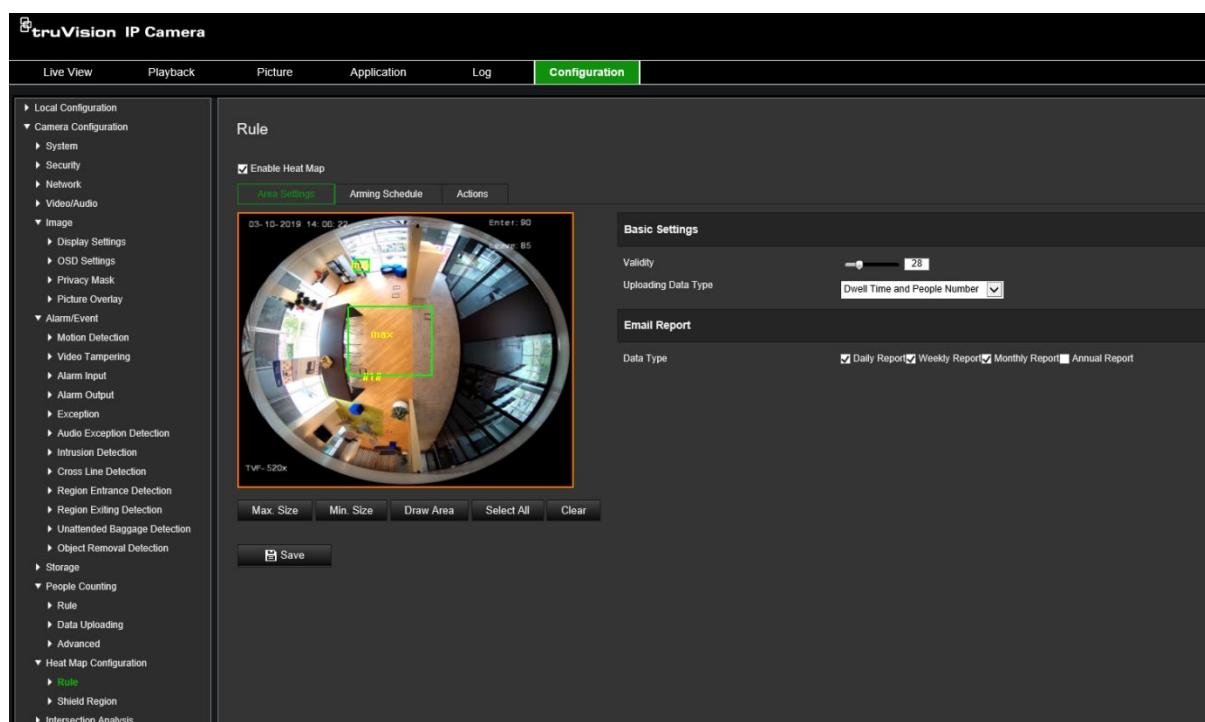 truVision IP Camera
Live View Playback Picture Application Log Configuration
Local Configuration
Camera Configuration
System
Security
Network
Video/Audio
Image
Display Settings
OSD Settings
Privacy Mask
Picture Overlay
Alarm/Event
Motion Detection
Video Tampering
Alarm Input
Alarm Output
Exception
Audio Exception Detection
Intrusion Detection
Cross Line Detection
Region Entrance Detection
Region Exiting Detection
Unattended Baggage Detection
Object Removal Detection
Storage
People Counting
Rule
Data Uploading
Advanced
Heat Map Configuration
Rule
Shield Region
Intersection Analysis
Rule
Enable Heat Map
Area Settings Arming Schedule Actions
03-10-2019 14:00:22 Enter: 90
Leave: 85
max
#1#
TVF-520x
Max. Size Min. Size Draw Area Select All Clear
Save
Basic Settings
Validity 28
Uploading Data Type Dwell Time and People Number
Email Report
Data Type Daily Report Weekly Report Monthly Report Annual Report